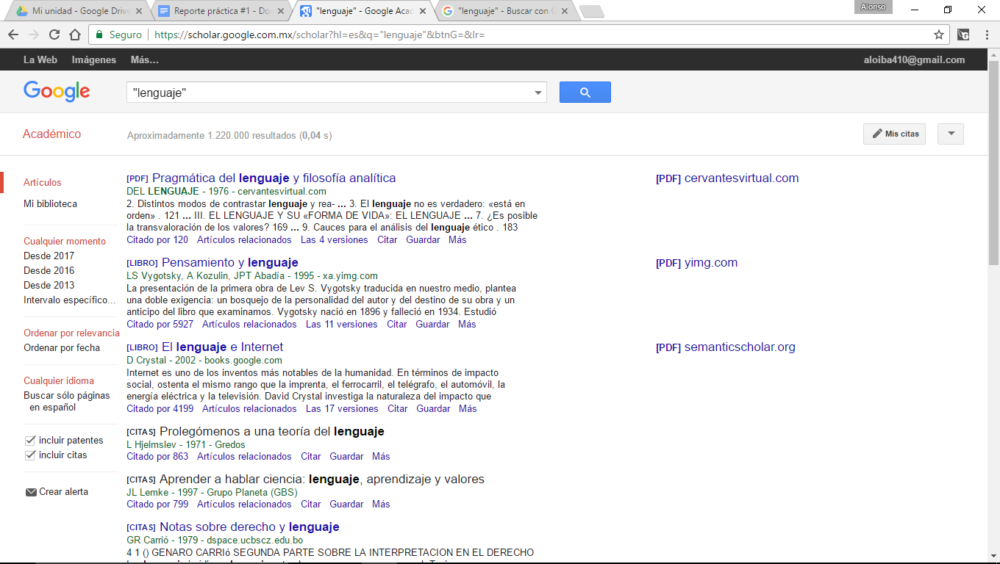 Mi unidad - Google Drive
Reporte práctica #1 - Do
"lenguaje" - Google Acad
"lenguaje" - Buscar con G
Alonso
Seguro
https://scholar.google.com.mx/scholar?hl=es&q="lenguaje"&btnG=&lr=
La Web Imágenes Más...
aloiba410@gmail.com
Google
"lenguaje"
Académico
Aproximadamente 1.220.000 resultados (0,04 s)
Mis citas
Artículos
Mi biblioteca
Cualquier momento
Desde 2017
Desde 2016
Desde 2013
Intervalo específico...
Ordenar por relevancia
Ordenar por fecha
Cualquier idioma
Buscar sólo páginas
en español
incluir patentes
incluir citas
Crear alerta
[PDF] Pragmática del lenguaje y filosofía analítica
DEL LENGUAJE - 1976 - cervantesvirtual.com
2. Distintos modos de contrastar lenguaje y rea- ... 3. El lenguaje no es verdadero: «está en
orden» . 121 ... III. EL LENGUAJE Y SU «FORMA DE VIDA»: EL LENGUAJE ... 7. ¿Es posible
la transvaloración de los valores? 169 ... 9. Cauces para el análisis del lenguaje ético . 183
Citado por 120 Artículos relacionados Las 4 versiones Citar Guardar Más
[PDF] cervantesvirtual.com
[LIBRO] Pensamiento y lenguaje
LS Vygotsky, A Kozulin, JPT Abadía - 1995 - xa.yimg.com
La presentación de la primera obra de Lev S. Vygotsky traducida en nuestro medio, plantea
una doble exigencia: un bosquejo de la personalidad del autor y del destino de su obra y un
anticipo del libro que examinamos. Vygotsky nació en 1896 y falleció en 1934. Estudió
Citado por 5927 Artículos relacionados Las 11 versiones Citar Guardar Más
[PDF] yimg.com
[LIBRO] El lenguaje e Internet
D Crystal - 2002 - books.google.com
Internet es uno de los inventos más notables de la humanidad. En términos de impacto
social, ostenta el mismo rango que la imprenta, el ferrocarril, el telégrafo, el automóvil, la
energía eléctrica y la televisión. David Crystal investiga la naturaleza del impacto que
Citado por 4199 Artículos relacionados Las 17 versiones Citar Guardar Más
[PDF] semanticscholar.org
[CITAS] Prolegómenos a una teoría del lenguaje
L Hjelmslev - 1971 - Gredos
Citado por 863 Artículos relacionados Citar Guardar Más
[CITAS] Aprender a hablar ciencia: lenguaje, aprendizaje y valores
JL Lemke - 1997 - Grupo Planeta (GBS)
Citado por 799 Artículos relacionados Citar Guardar Más
[CITAS] Notas sobre derecho y lenguaje
GR Carrió - 1979 - dspace.ucbscz.edu.bo
4 1 () GENARO CARRIó SEGUNDA PARTE SOBRE LA INTERPRETACION EN EL DERECHO